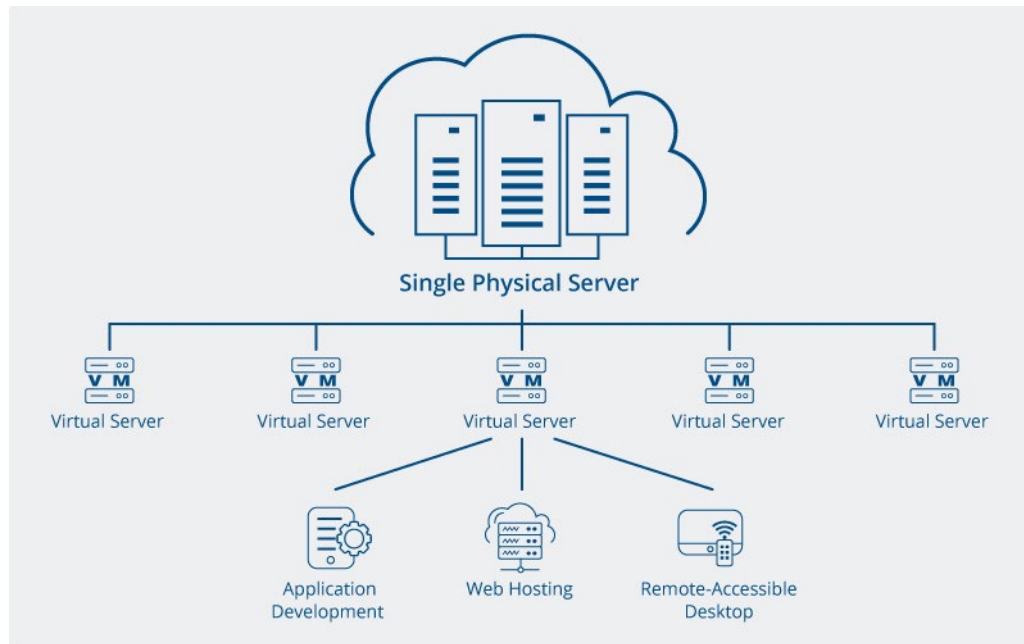 Single Physical Server
V M
V M
V M
V M
V M
Virtual Server
Virtual Server
Virtual Server
Virtual Server
Virtual Server
Application
Development
Web Hosting
Remote-Accessible
Desktop